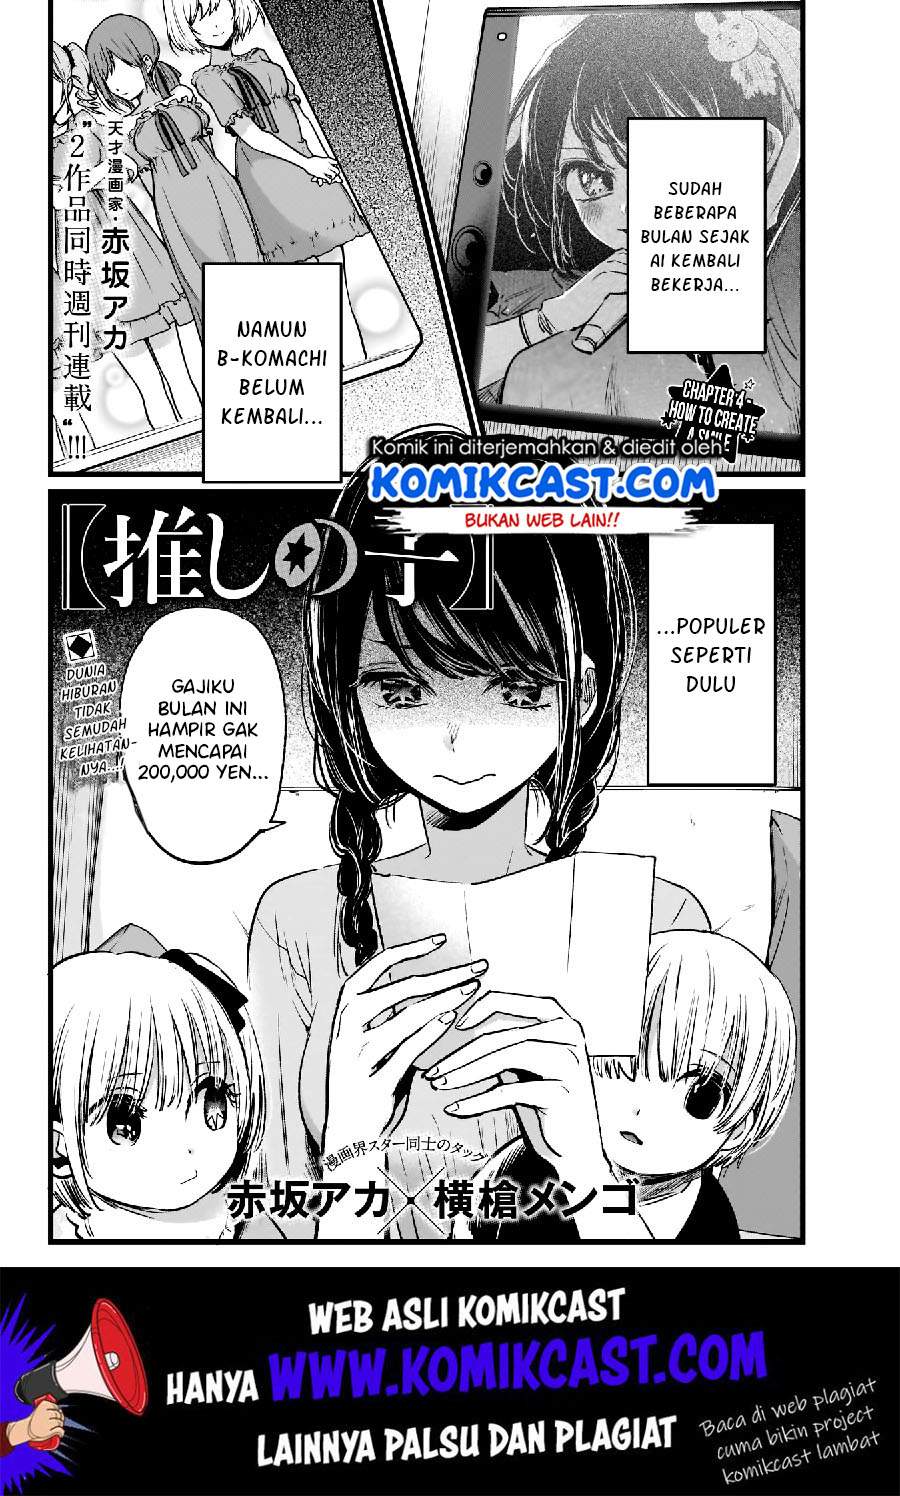 SUDAH
BEBERAPA
BULAN SEJAK
AI KEMBALI
BEKERJA...
天才漫画家・赤坂アカ
"2作品同時週刊連載"!!!
NAMUN
B-KOMACHI
BELUM
KEMBALI...
CHAPTER 4 -
HOW TO CREATE
A SMILE
Komik ini diterjemahkan & diedit oleh
KOMIKCAST.COM
BUKAN WEB LAIN!!
【推しの子】
...POPULER
SEPERTI
DULU
DUNIA
HIBURAN
TIDAK
SEMUDAH
KELIHATAN-
NYA...!
GAJIKU
BULAN INI
HAMPIR GAK
MENCAPAI
200,000 YEN...
漫画界スター同士のタッグ
赤坂アカ×横槍メンゴ
WEB ASLI KOMIKCAST
HANYA WWW.KOMIKCAST.COM
LAINNYA PALSU DAN PLAGIAT
Baca di web plagiat
cuma bikin project
komikcast lambat